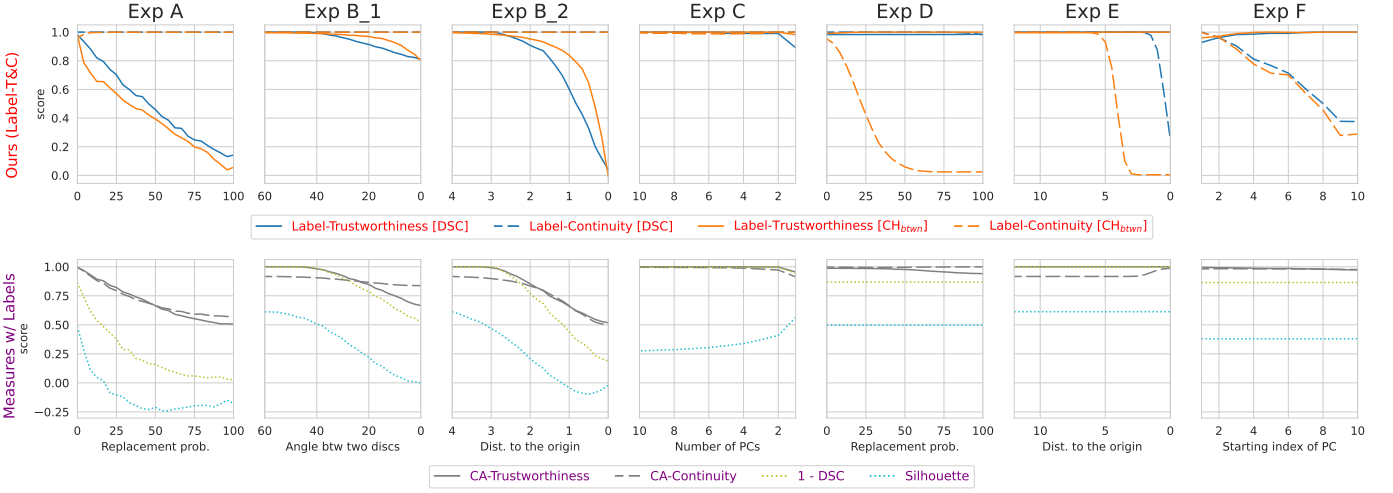 Exp A Exp B_1 Exp B_2 Exp C Exp D Exp E Exp F
Ours (Label-T&C)
score
1.0
0.8
0.6
0.4
0.2
0.0
0 25 50 75 100 60 40 20 0 4 3 2 1 0 10 8 6 4 2 0 25 50 75 100 10 5 0 2 4 6 8 10
Label-Trustworthiness [DSC] Label-Continuity [DSC] Label-Trustworthiness [CHbtwn] Label-Continuity [CHbtwn]
Measures w/ Labels
score
1.00
0.75
0.50
0.25
0.00
−0.25
0 25 50 75 100 60 40 20 0 4 3 2 1 0 10 8 6 4 2 0 25 50 75 100 10 5 0 2 4 6 8 10
Replacement prob. Angle btw two discs Dist. to the origin Number of PCs Replacement prob. Dist. to the origin Starting index of PC
CA-Trustworthiness CA-Continuity 1 - DSC Silhouette